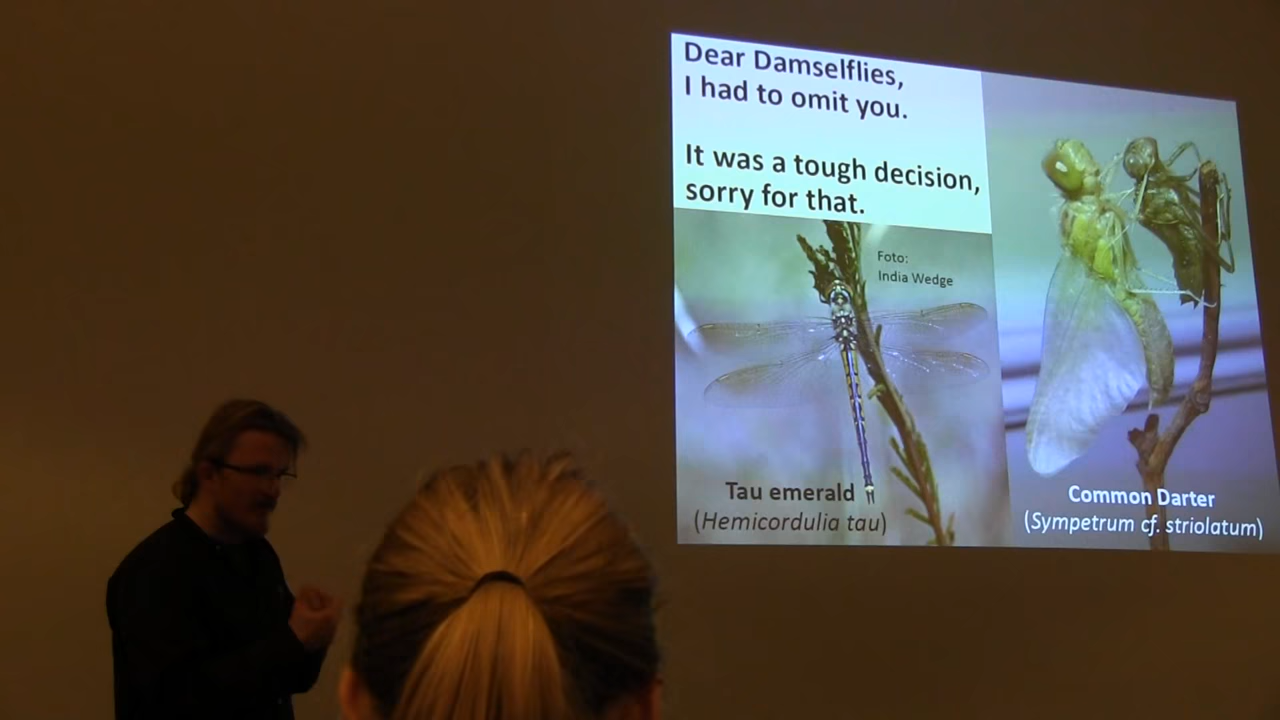 Dear Damselflies,
I had to omit you.
It was a tough decision,
sorry for that.
Foto:
India Wedge
Tau emerald
(Hemicordulia tau)
Common Darter
(Sympetrum cf. striolatum)